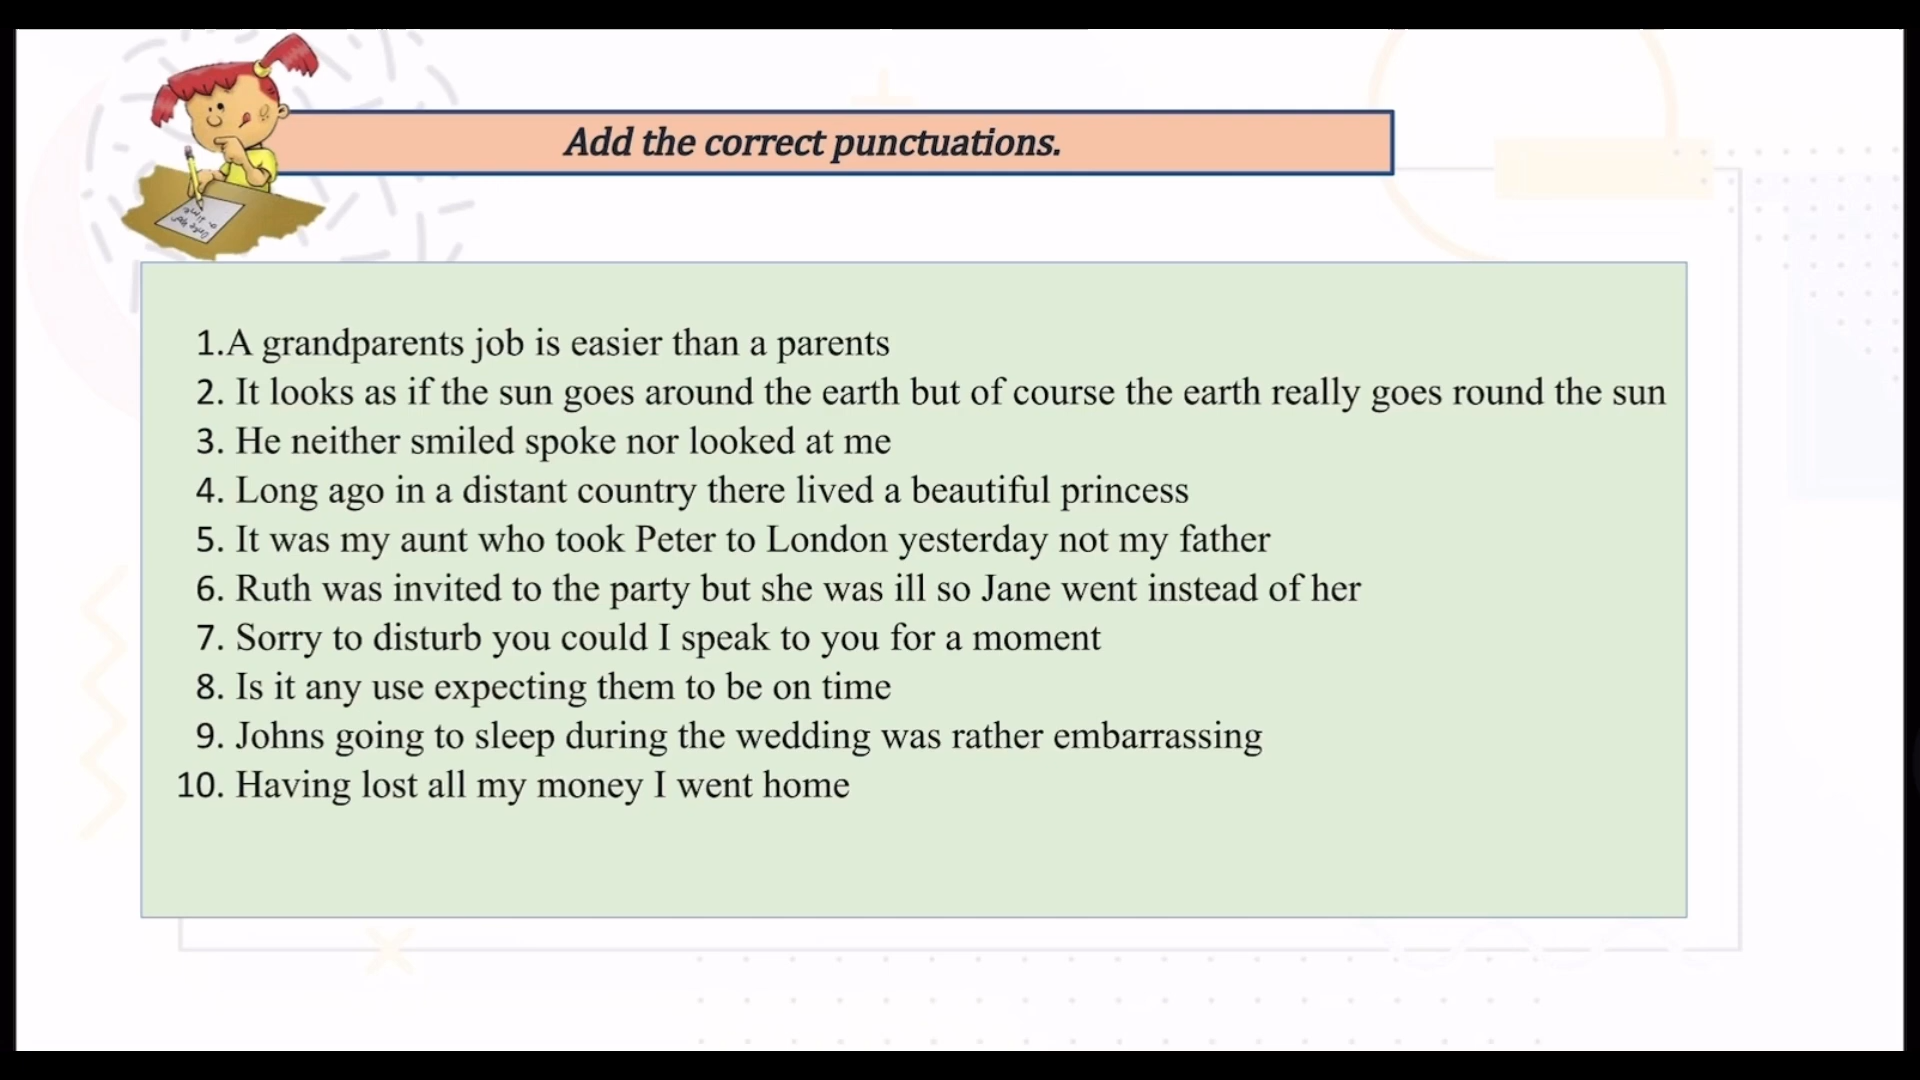 Add the correct punctuations.
1.A grandparents job is easier than a parents
2. It looks as if the sun goes around the earth but of course the earth really goes round the sun
3. He neither smiled spoke nor looked at me
4. Long ago in a distant country there lived a beautiful princess
5. It was my aunt who took Peter to London yesterday not my father
6. Ruth was invited to the party but she was ill so Jane went instead of her
7. Sorry to disturb you could I speak to you for a moment
8. Is it any use expecting them to be on time
9. Johns going to sleep during the wedding was rather embarrassing
10. Having lost all my money I went home